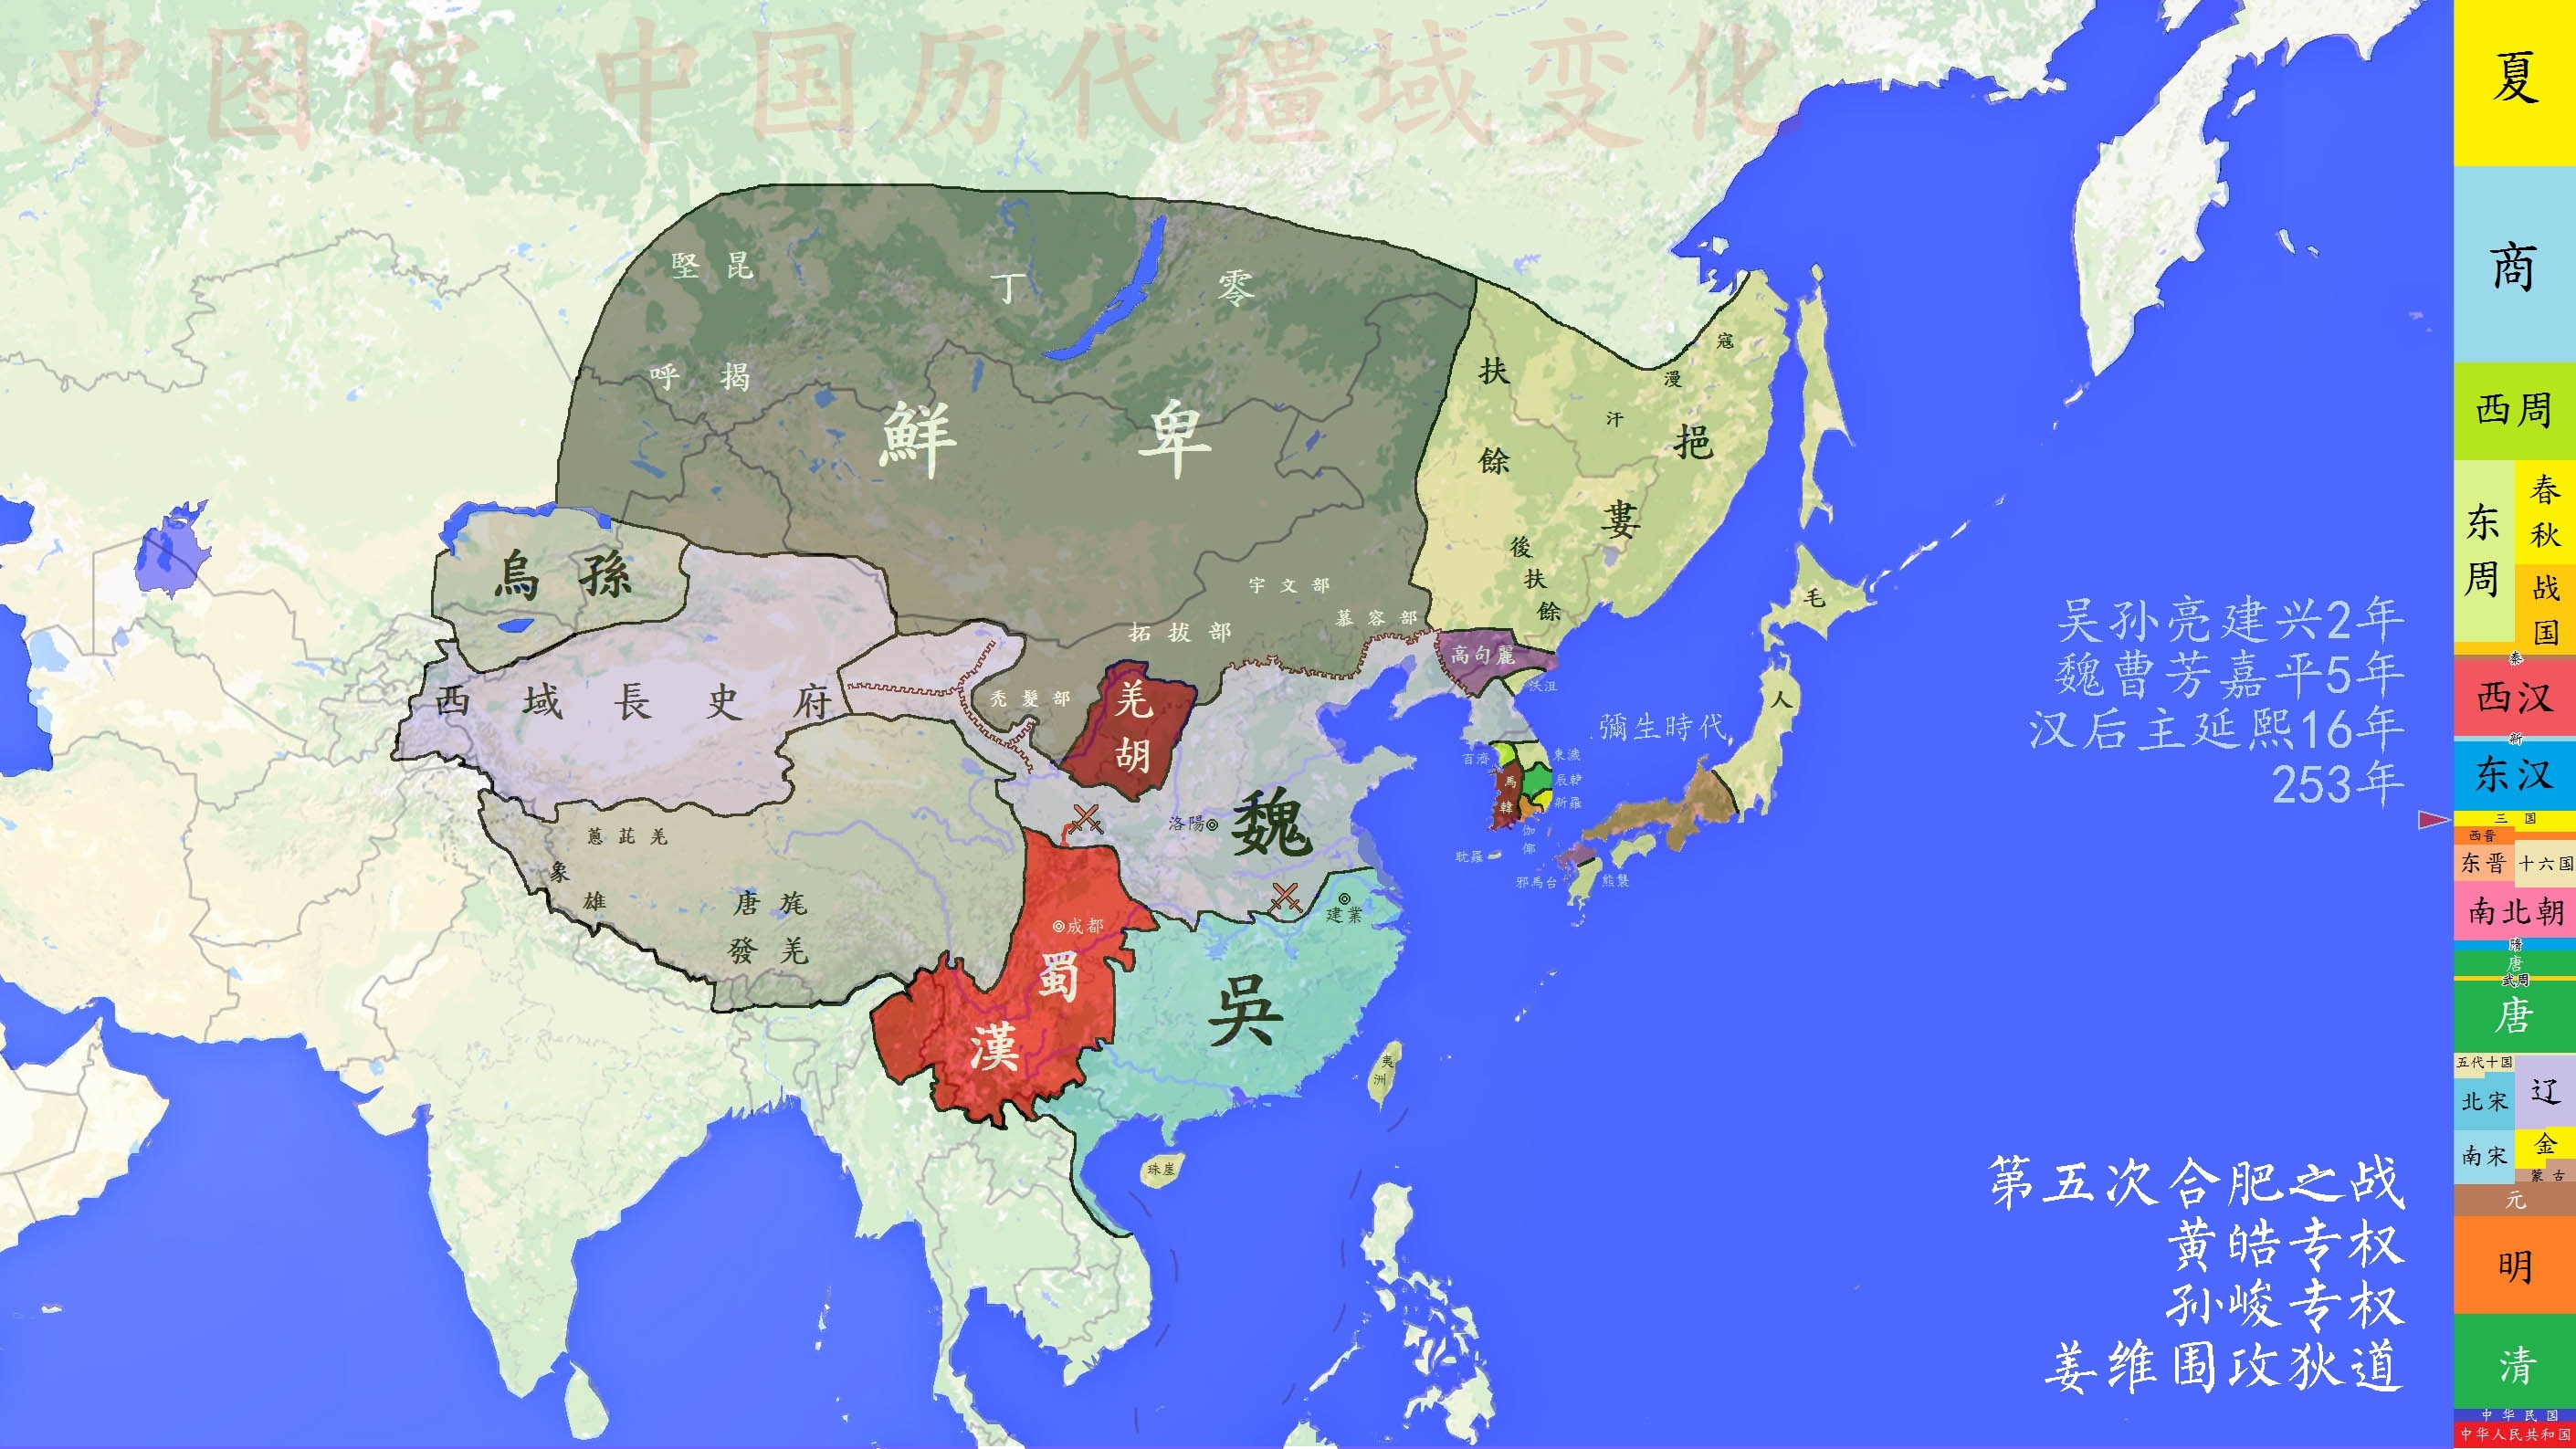 史图馆 中国历代疆域变化
堅昆
丁零
呼揭
鮮卑
扶餘
寇
漫
汗
挹婁
後扶餘
烏孫
宇文部
慕容部
拓拔部
高句麗
沃沮
西域長史府
禿髮部
羌胡
毛人
彌生時代
百濟
東濊
馬韓
辰韓
新羅
伽倻
耽羅
邪馬台
熊襲
洛陽
魏
蔥茈羌
象雄
唐旄
發羌
成都
蜀漢
建業
吳
夷洲
珠崖
吴孙亮建兴2年
魏曹芳嘉平5年
汉后主延熙16年
253年
第五次合肥之战
黄皓专权
孙峻专权
姜维围攻狄道
夏
商
西周
东周
春秋
战国
秦
西汉
新
东汉
三国
西晋
东晋
十六国
南北朝
隋
唐
武周
唐
五代十国
辽
北宋
金
南宋
蒙古
元
明
清
中华民国
中华人民共和国